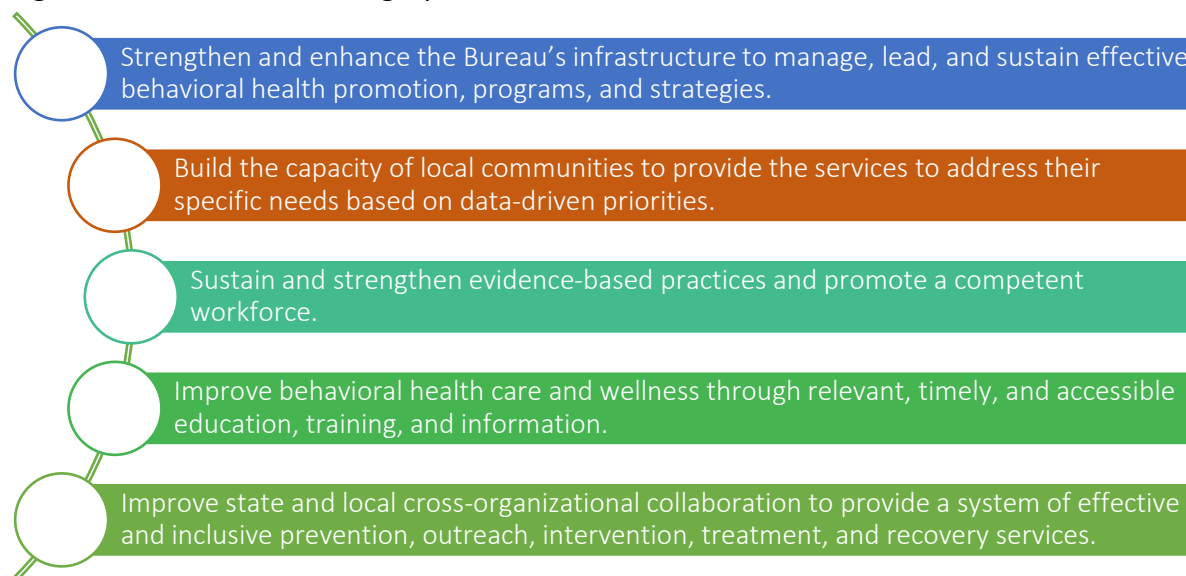 Strengthen and enhance the Bureau's infrastructure to manage, lead, and sustain effective
behavioral health promotion, programs, and strategies.
Build the capacity of local communities to provide the services to address their
specific needs based on data-driven priorities.
Sustain and strengthen evidence-based practices and promote a competent
workforce.
Improve behavioral health care and wellness through relevant, timely, and accessible
education, training, and information.
Improve state and local cross-organizational collaboration to provide a system of effective
and inclusive prevention, outreach, intervention, treatment, and recovery services.